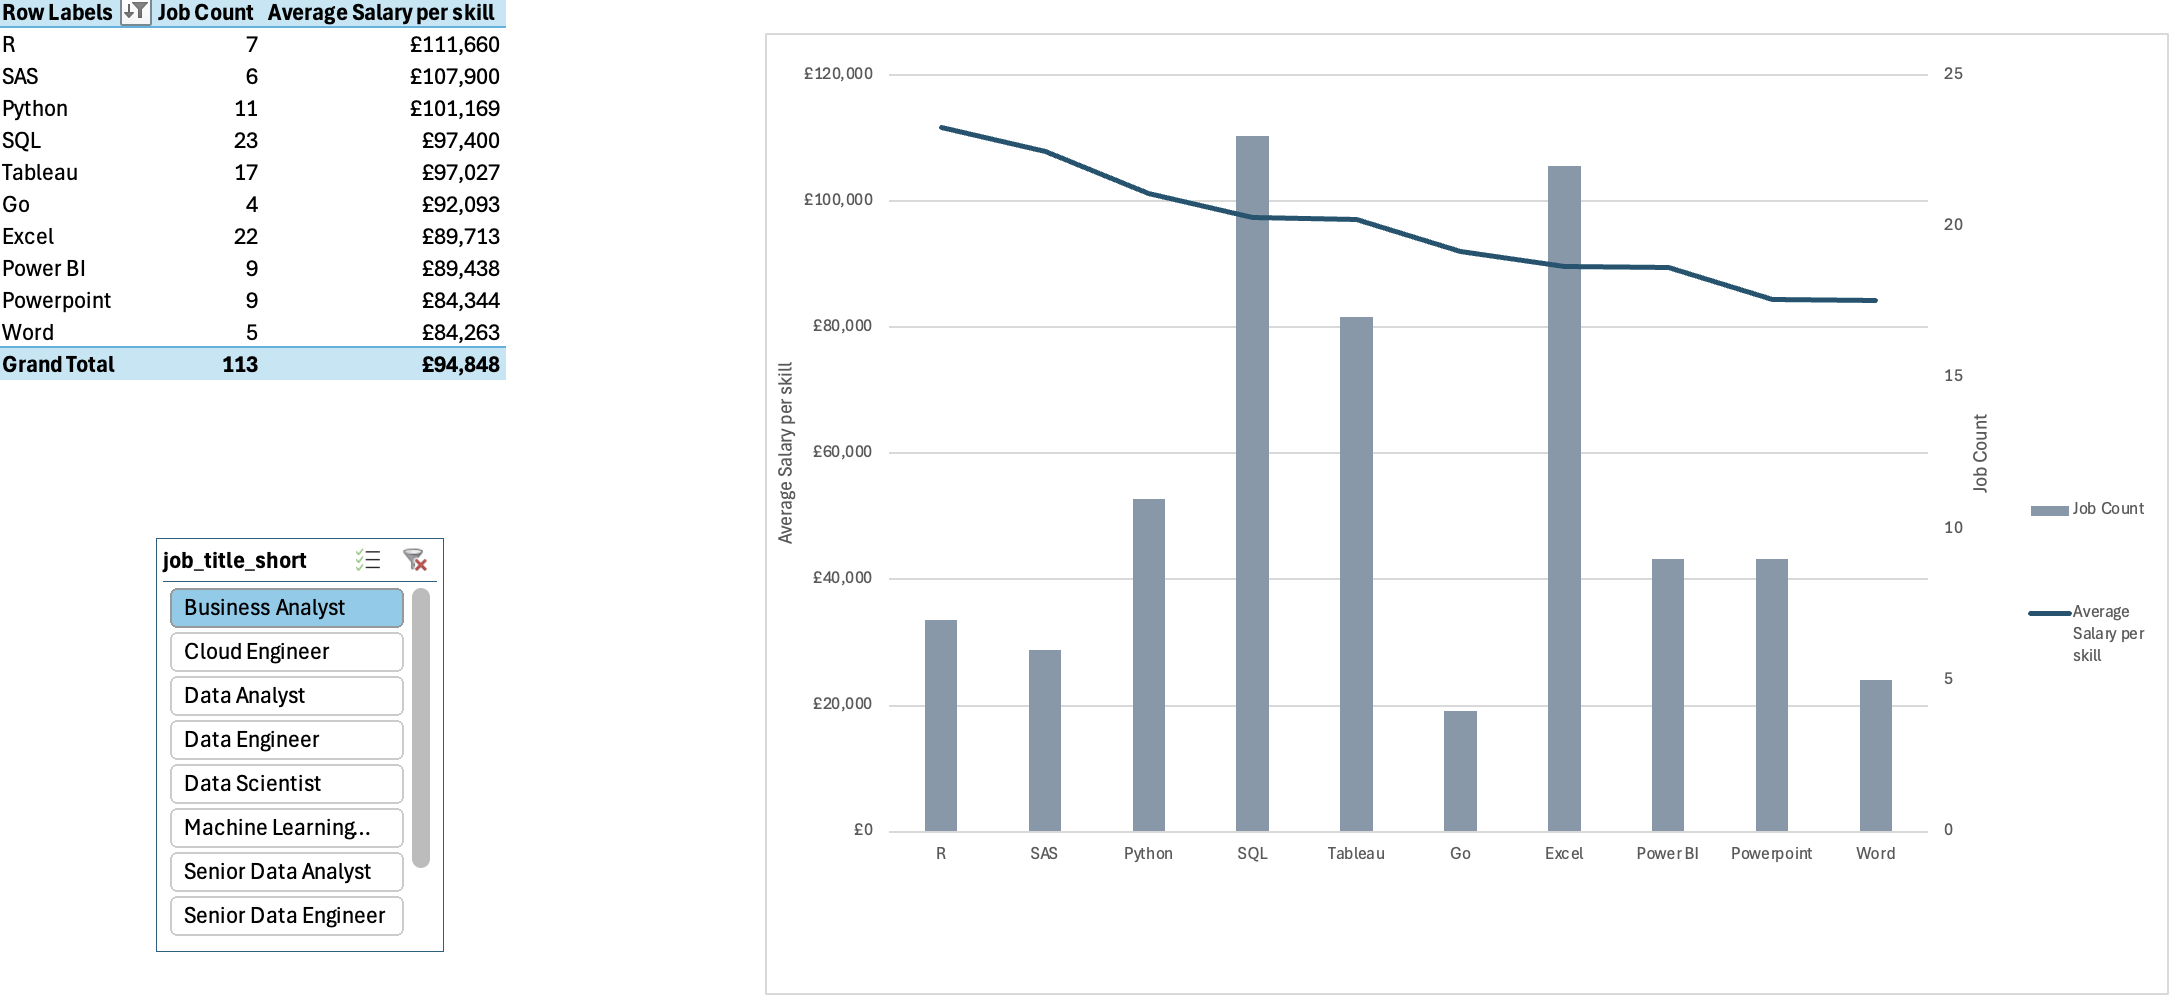 Row Labels Job Count Average Salary per skill
R 7 £111,660
SAS 6 £107,900
Python 11 £101,169
SQL 23 £97,400
Tableau 17 £97,027
Go 4 £92,093
Excel 22 £89,713
Power BI 9 £89,438
Powerpoint 9 £84,344
Word 5 £84,263
Grand Total 113 £94,848
job_title_short
Business Analyst
Cloud Engineer
Data Analyst
Data Engineer
Data Scientist
Machine Learning...
Senior Data Analyst
Senior Data Engineer
Average Salary per skill
£120,000
£100,000
£80,000
£60,000
£40,000
£20,000
£0
R SAS Python SQL Tableau Go Excel Power BI Powerpoint Word
25
20
15
10
5
0
Job Count
Job Count
Average
Salary per
skill